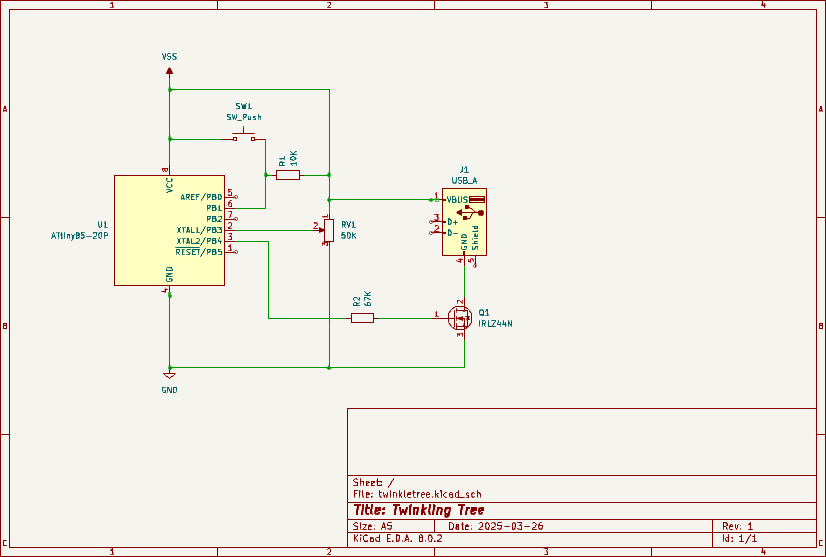 1 2 3 4
VSS
A A
SW1
SW_Push
R1
10K
J1
USB_A
8
VCC
AREF/PB0 5
PB1 6
PB2 7
XTAL1/PB3 2
XTAL2/PB4 3
RESET/PB5 1
U1
ATtiny85-20P
GND
4
1
2
3
RV1
50K
1 VBUS
3 D+
2 D-
GND
Shield
4 5
R2
67K
1
2
3
Q1
IRLZ44N
B B
GND
Sheet: /
File: twinkletree.kicad_sch
Title: Twinkling Tree
Size: A5 Date: 2025-03-26 Rev: 1
KiCad E.D.A. 8.0.2 Id: 1/1
C C
1 2 3 4